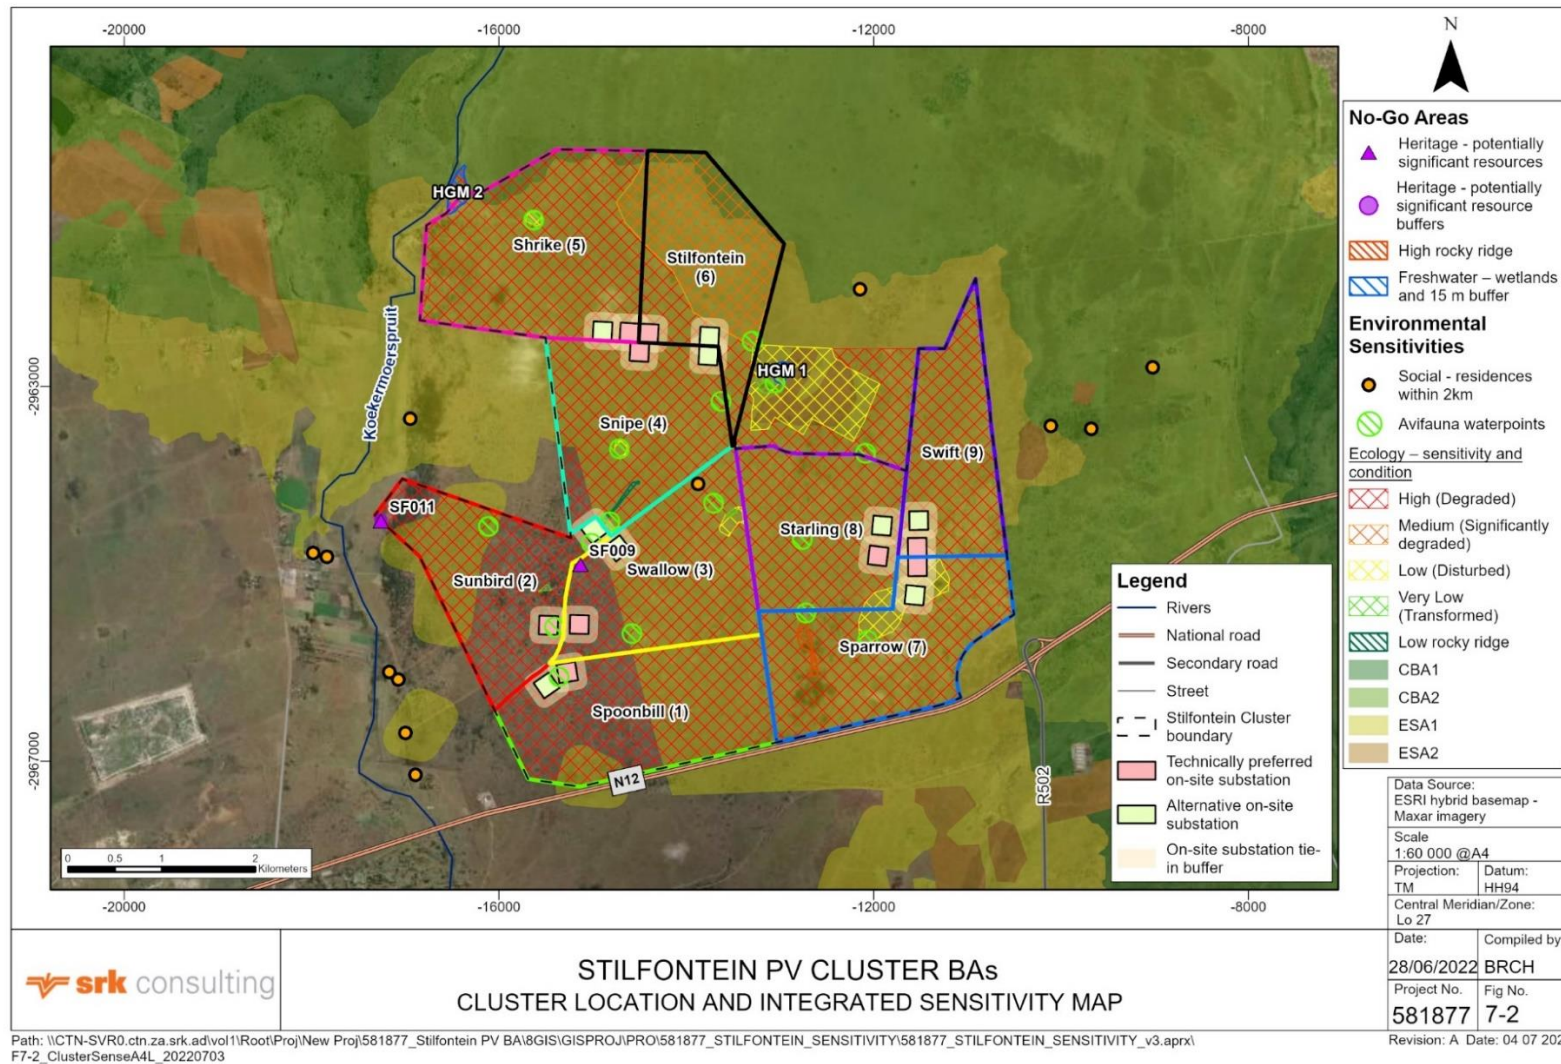 -20000
-16000
-12000
-8000
N
-2963000
-2967000
HGM 2
Shrike (5)
Stilfontein
(6)
HGM 1
Koekermoerspruit
Snipe (4)
Swift (9)
SF011
Starling (8)
SF009
Sunbird (2)
Swallow (3)
Sparrow (7)
Spoonbill (1)
N12
R502
0 0.5 1 2
Kilometers
Legend
Rivers
National road
Secondary road
Street
Stilfontein Cluster
boundary
Technically preferred
on-site substation
Alternative on-site
substation
On-site substation tie-
in buffer
-20000
-16000
-12000
-8000
No-Go Areas
Heritage - potentially
significant resources
Heritage - potentially
significant resource
buffers
High rocky ridge
Freshwater – wetlands
and 15 m buffer
Environmental
Sensitivities
Social - residences
within 2km
Avifauna waterpoints
Ecology – sensitivity and
condition
High (Degraded)
Medium (Significantly
degraded)
Low (Disturbed)
Very Low
(Transformed)
Low rocky ridge
CBA1
CBA2
ESA1
ESA2
Data Source:
ESRI hybrid basemap -
Maxar imagery
Scale
1:60 000 @A4
Projection:
TM
Datum:
HH94
Central Meridian/Zone:
Lo 27
Date:
28/06/2022
Compiled by
BRCH
Project No.
581877
Fig No.
7-2
srk consulting
STILFONTEIN PV CLUSTER BAs
CLUSTER LOCATION AND INTEGRATED SENSITIVITY MAP
Path: \\CTN-SVR0.ctn.za.srk.ad\vol1\Root\Proj\New Proj\581877_Stilfontein PV BA\8GIS\GISPROJ\PRO\581877_STILFONTEIN_SENSITIVITY\581877_STILFONTEIN_SENSITIVITY_v3.aprx\
F7-2_ClusterSenseA4L_20220703
Revision: A Date: 04 07 202